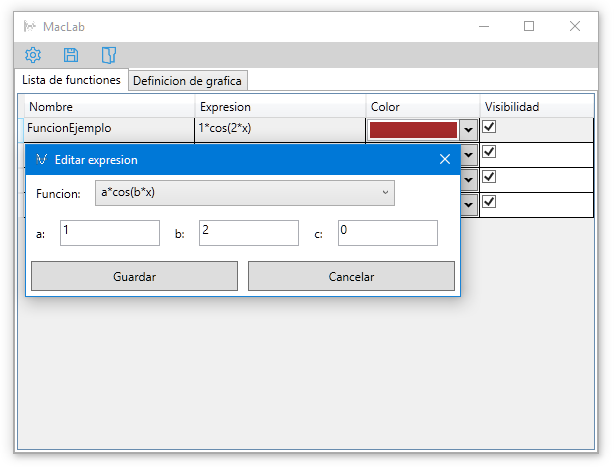 MacLab
Lista de functiones Definicion de grafica
Nombre Expresion Color Visibilidad
FuncionEjemplo 1*cos(2*x)
Editar expresion
Funcion: a*cos(b*x)
a: 1 b: 2 c: 0
Guardar Cancelar